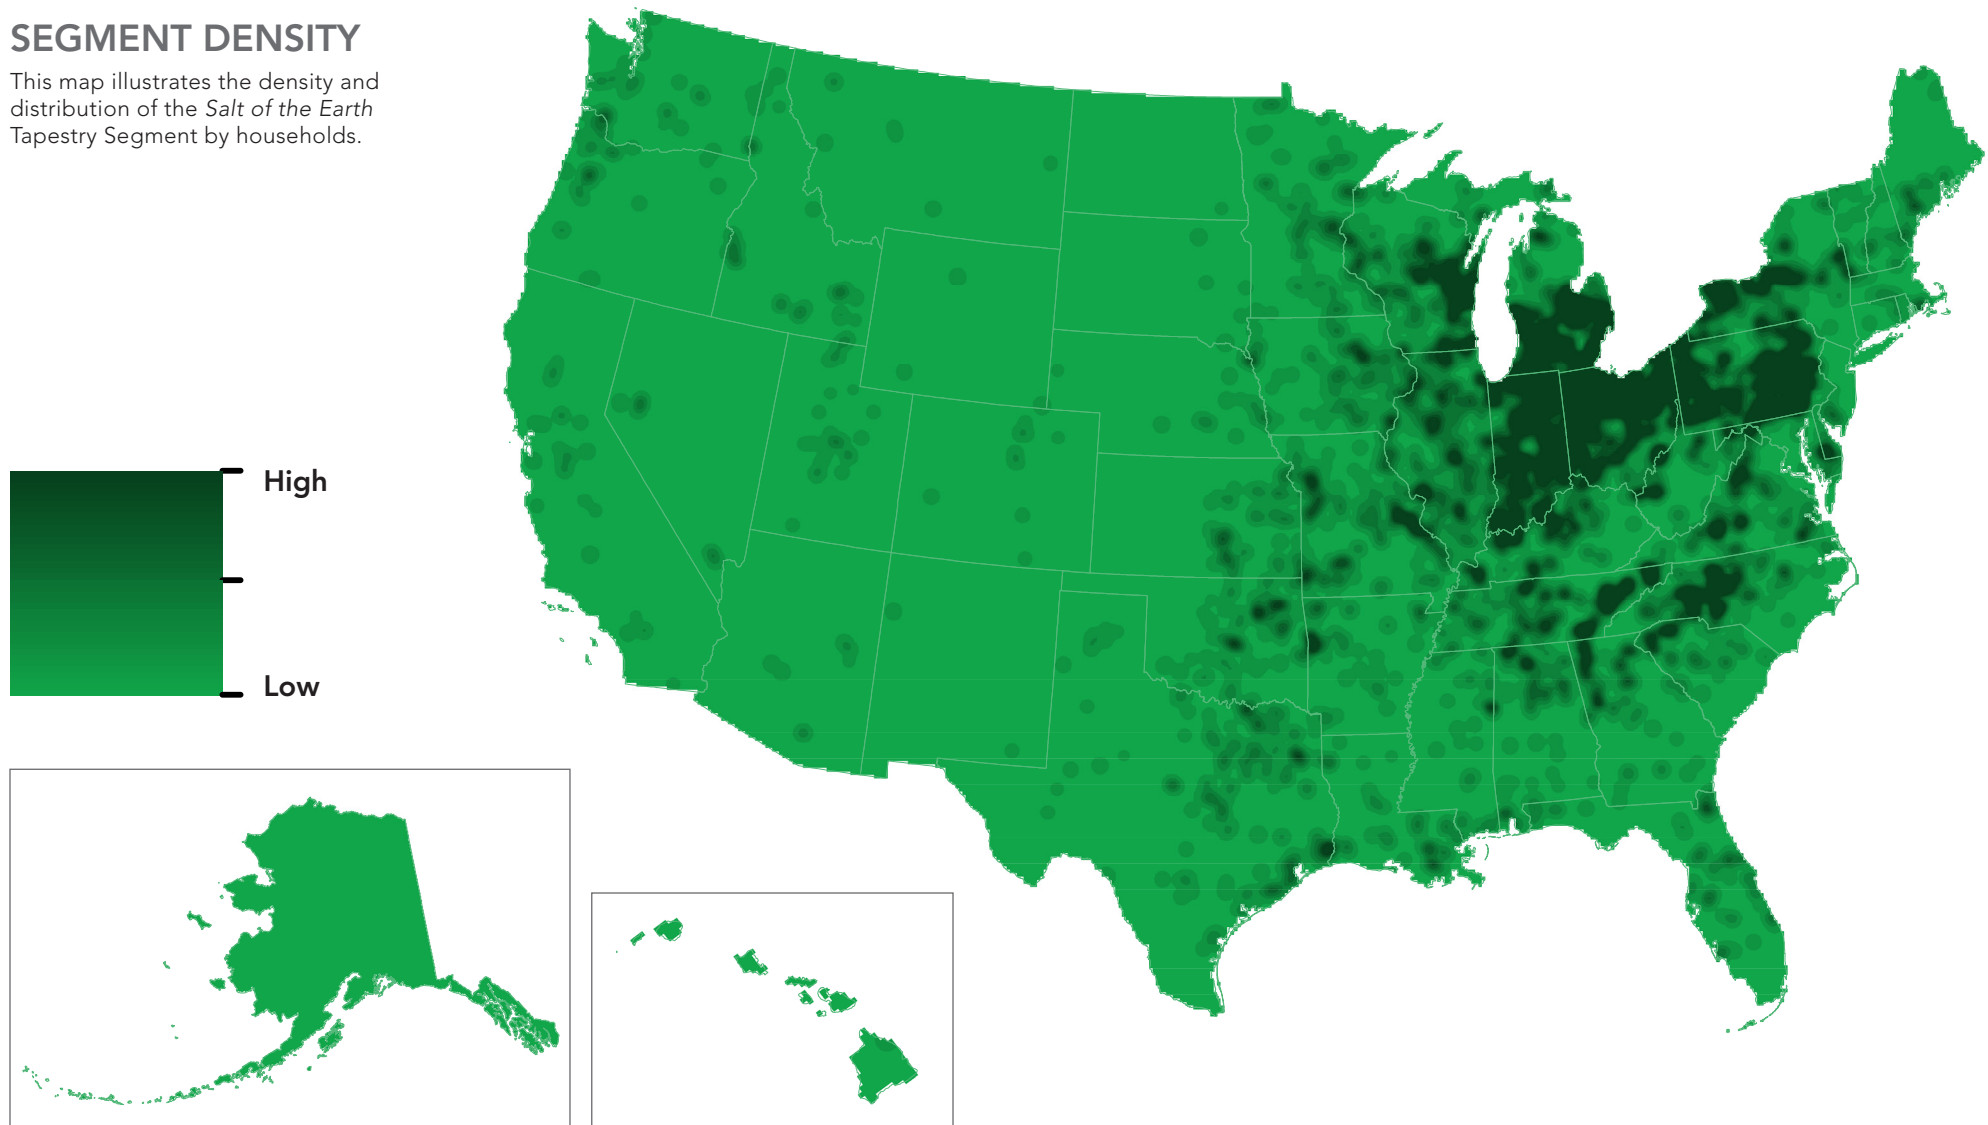 SEGMENT DENSITY
This map illustrates the density and
distribution of the Salt of the Earth
Tapestry Segment by households.
High
Low